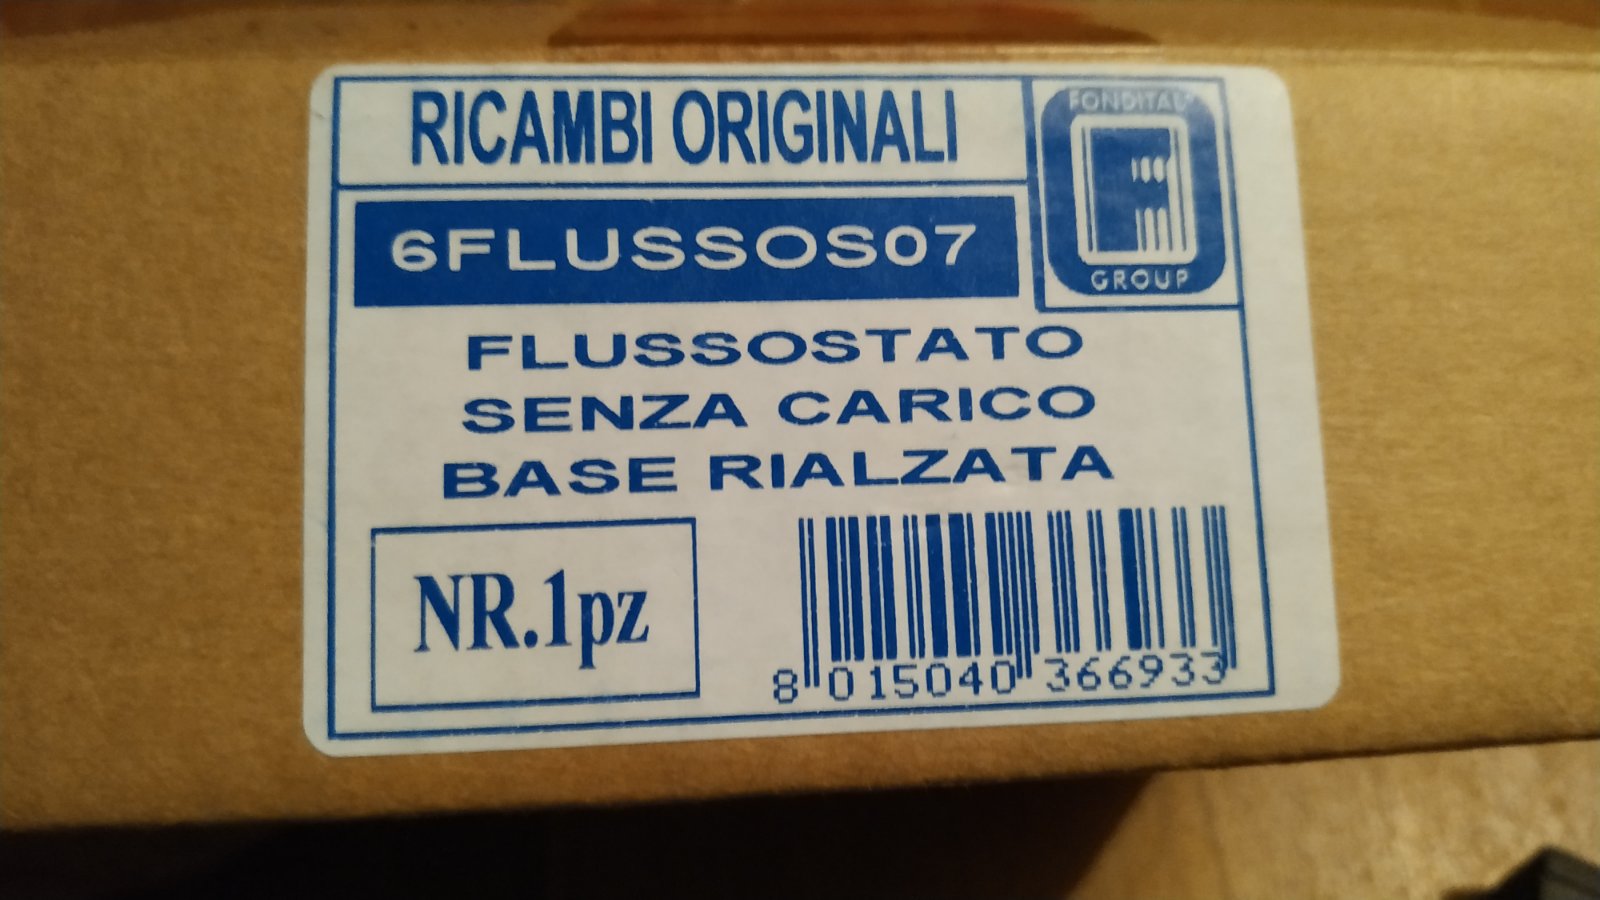 RICAMBI ORIGINALI
FONDITAL
GROUP
6FLUSSOS07
FLUSSOSTATO
SENZA CARICO
BASE RIALZATA
NR.1pz
8 015040 366933